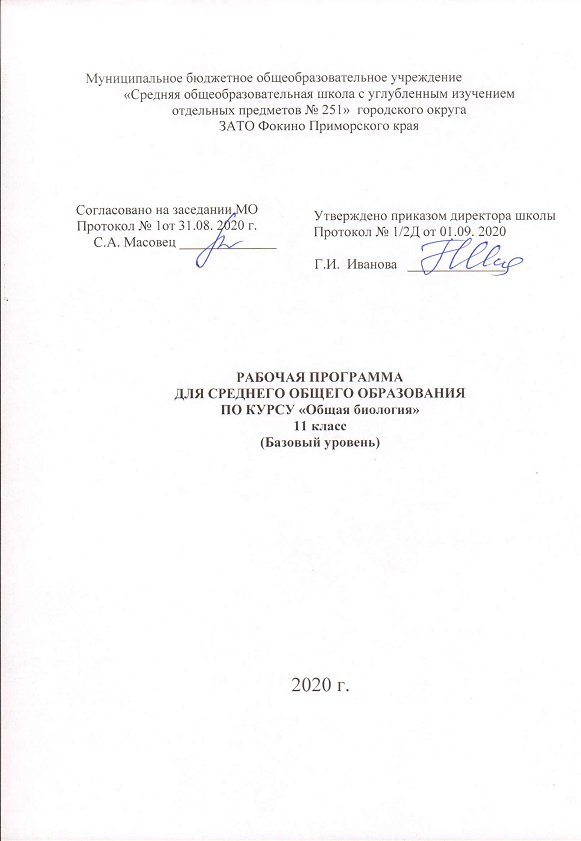 Муниципальное бюджетное общеобразовательное учреждение
«Средняя общеобразовательная школа с углубленным изучением
отдельных предметов № 251» городского округа
ЗАТО Фокино Приморского края
Согласовано на заседании МО
Протокол № 1от 31.08. 2020 г.
С.А. Масовец ______________
Утверждено приказом директора школы
Протокол № 1/2Д от 01.09. 2020
Г.И. Иванова ______________
РАБОЧАЯ ПРОГРАММА
ДЛЯ СРЕДНЕГО ОБЩЕГО ОБРАЗОВАНИЯ
ПО КУРСУ «Общая биология»
11 класс
(Базовый уровень)
2020 г.